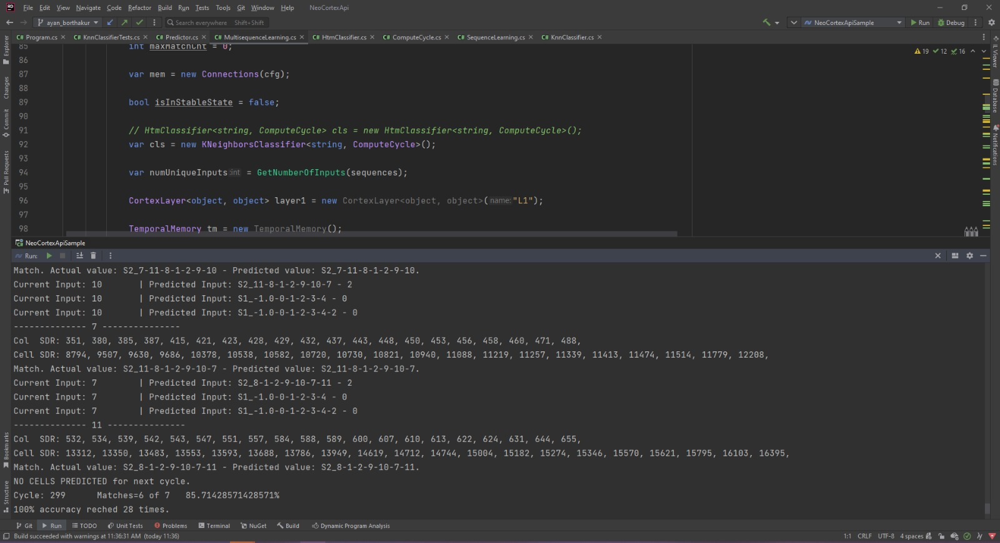 RD File Edit View Navigate Code Refactor Build Run Tests Tools Git Window Help NeoCortexApi
ayan_borthakur Search everywhere Shift+Shift NeoCortexApiSample Run Debug
C# Program.cs C# KnnClassifierTests.cs C# Predictor.cs C# MultisequenceLearning.cs C# HtmClassifier.cs C# ComputeCycle.cs C# SequenceLearning.cs C# KnnClassifier.cs
Explorer
Changes
Commit
Pull Requests
Bookmarks
Structure
IL Viewer
Database
Notifications
19 12 16
85 int maxMatchCnt = 0;
86
87 var mem = new Connections(cfg);
88
89 bool isInStableState = false;
90
91 // HtmClassifier<string, ComputeCycle> cls = new HtmClassifier<string, ComputeCycle>();
92 var cls = new KNeighborsClassifier<string, ComputeCycle>();
93
94 var numUniqueInputs :int = GetNumberOfInputs(sequences);
95
96 CortexLayer<object, object> layer1 = new CortexLayer<object, object>( name: "L1");
97
98 TemporalMemory tm = new TemporalMemory();
NeoCortexApiSample
Run:
Match. Actual value: S2_7-11-8-1-2-9-10 - Predicted value: S2_7-11-8-1-2-9-10.
Current Input: 10 | Predicted Input: S2_11-8-1-2-9-10-7 - 2
Current Input: 10 | Predicted Input: S1_-1.0-0-1-2-3-4 - 0
Current Input: 10 | Predicted Input: S1_-1.0-0-1-2-3-4-2 - 0
-------------- 7 ---------------
Col  SDR: 351, 380, 385, 387, 415, 421, 423, 428, 429, 432, 437, 443, 448, 450, 453, 456, 458, 460, 471, 488,
Cell SDR: 8794, 9507, 9630, 9686, 10378, 10538, 10582, 10720, 10730, 10821, 10940, 11088, 11219, 11257, 11339, 11413, 11474, 11514, 11779, 12208,
Match. Actual value: S2_11-8-1-2-9-10-7 - Predicted value: S2_11-8-1-2-9-10-7.
Current Input: 7 | Predicted Input: S2_8-1-2-9-10-7-11 - 2
Current Input: 7 | Predicted Input: S1_-1.0-0-1-2-3-4 - 0
Current Input: 7 | Predicted Input: S1_-1.0-0-1-2-3-4-2 - 0
-------------- 11 ---------------
Col  SDR: 532, 534, 539, 542, 543, 547, 551, 557, 584, 588, 589, 600, 607, 610, 613, 622, 624, 631, 644, 655,
Cell SDR: 13312, 13350, 13483, 13553, 13593, 13688, 13786, 13949, 14619, 14712, 14744, 15004, 15182, 15274, 15346, 15570, 15621, 15795, 16103, 16395,
Match. Actual value: S2_8-1-2-9-10-7-11 - Predicted value: S2_8-1-2-9-10-7-11.
NO CELLS PREDICTED for next cycle.
Cycle: 299 Matches=6 of 7 85.71428571428571%
100% accuracy reched 28 times.
Git Run TODO Unit Tests Problems Terminal NuGet Build Dynamic Program Analysis
Build succeeded with warnings at 11:36:31 AM (today 11:36) 1:1 CRLF UTF-8 4 spaces